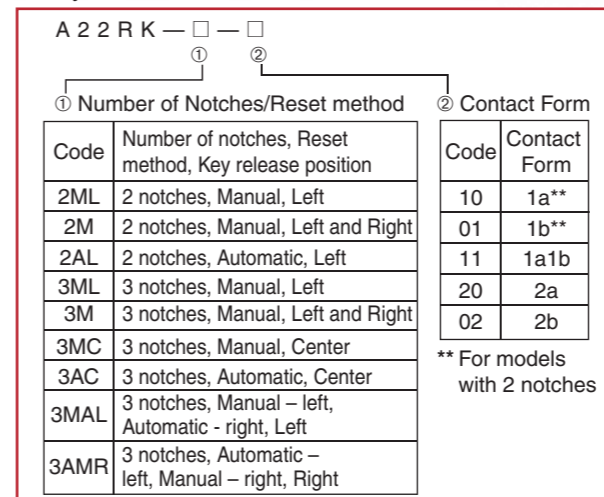 A 2 2 R K — □ — □
① ②
① Number of Notches/Reset method
Code Number of notches, Reset
method, Key release position
2ML 2 notches, Manual, Left
2M 2 notches, Manual, Left and Right
2AL 2 notches, Automatic, Left
3ML 3 notches, Manual, Left
3M 3 notches, Manual, Left and Right
3MC 3 notches, Manual, Center
3AC 3 notches, Automatic, Center
3MAL 3 notches, Manual – left,
Automatic - right, Left
3AMR 3 notches, Automatic –
left, Manual – right, Right
② Contact Form
Code Contact
Form
10 1a**
01 1b**
11 1a1b
20 2a
02 2b
** For models
with 2 notches